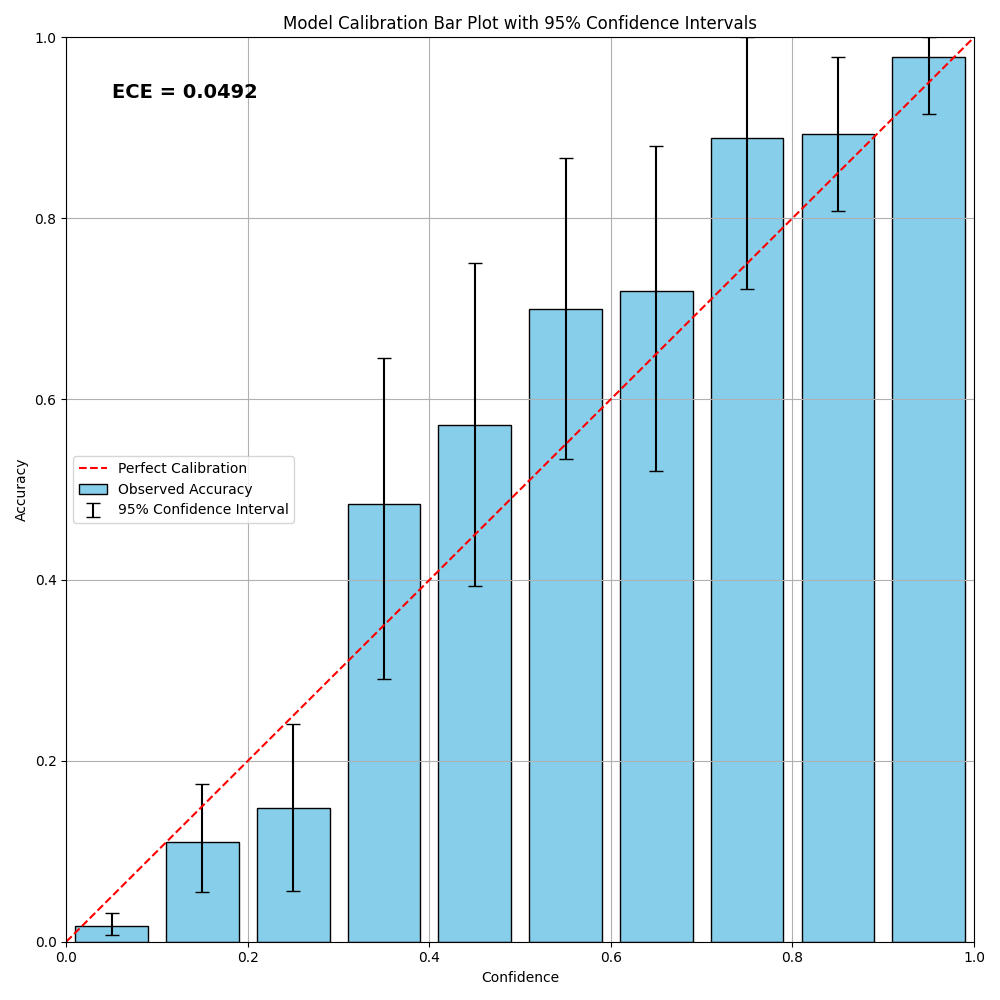 Model Calibration Bar Plot with 95% Confidence Intervals
ECE = 0.0492
1.0
0.8
0.6
0.4
0.2
0.0
Accuracy
Perfect Calibration
Observed Accuracy
95% Confidence Interval
0.0 0.2 0.4 0.6 0.8 1.0
Confidence